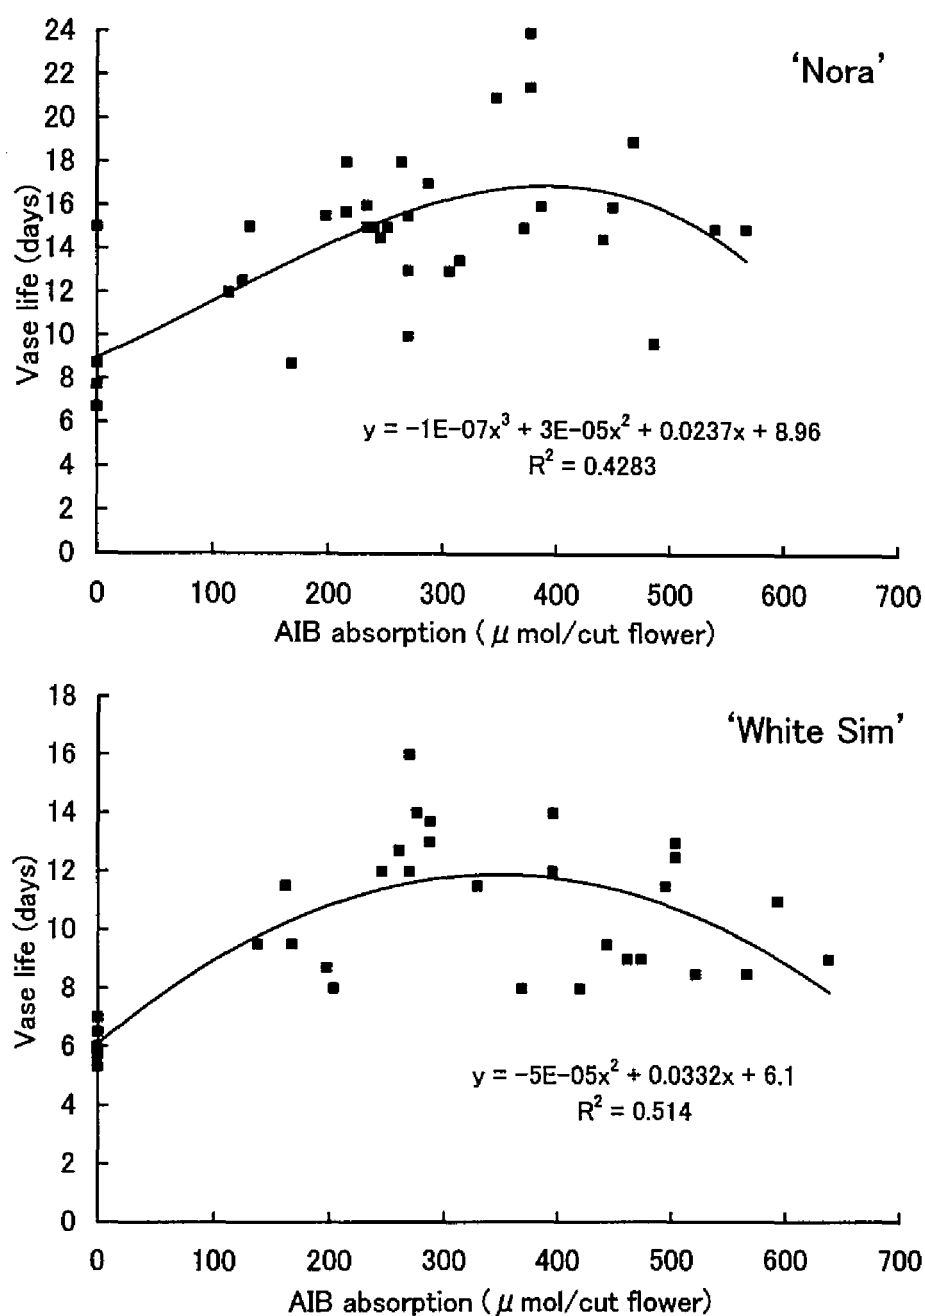 24
22
20
18
16
14
12
10
8
6
4
2
0
Vase life (days)
'Nora'
y = −1E-07x³ + 3E-05x² + 0.0237x + 8.96
R² = 0.4283
0 100 200 300 400 500 600 700
AIB absorption (μ mol/cut flower)
18
16
14
12
10
8
6
4
2
0
Vase life (days)
'White Sim'
y = −5E-05x² + 0.0332x + 6.1
R² = 0.514
0 100 200 300 400 500 600 700
AIB absorption (μ mol/cut flower)